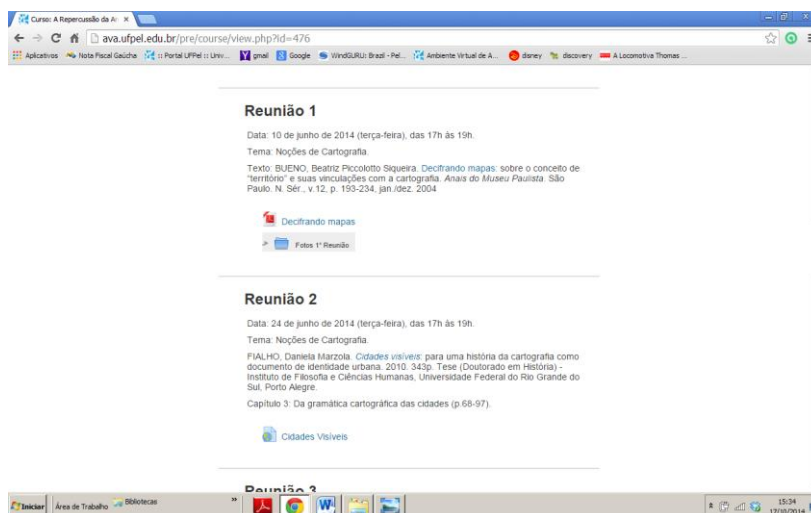 Curso: A Repercussão da A
ava.ufpel.edu.br/pre/course/view.php?id=476
Aplicativos Nota Fiscal Gaúcha :: Portal UFPel :: Univ... gmail Google WindGURU: Brazil - Pel... Ambiente Virtual de A... disney discovery A Locomotiva Thomas ...
Reunião 1
Data: 10 de junho de 2014 (terça-feira), das 17h às 19h.
Tema: Noções de Cartografia.
Texto: BUENO, Beatriz Piccolotto Siqueira. Decifrando mapas: sobre o conceito de
"território" e suas vinculações com a cartografia. Anais do Museu Paulista. São
Paulo. N. Sér., v.12, p. 193-234, jan./dez. 2004
Decifrando mapas
> Fotos 1° Reunião
Reunião 2
Data: 24 de junho de 2014 (terça-feira), das 17h às 19h.
Tema: Noções de Cartografia.
FIALHO, Daniela Marzola. Cidades visíveis: para uma história da cartografia como
documento de identidade urbana. 2010. 343p. Tese (Doutorado em História) -
Instituto de Filosofia e Ciências Humanas, Universidade Federal do Rio Grande do
Sul, Porto Alegre.
Capítulo 3: Da gramática cartográfica das cidades (p.68-97).
Cidades Visíveis
Reunião 3
Iniciar Área de Trabalho Bibliotecas » 15:34
17/10/2014